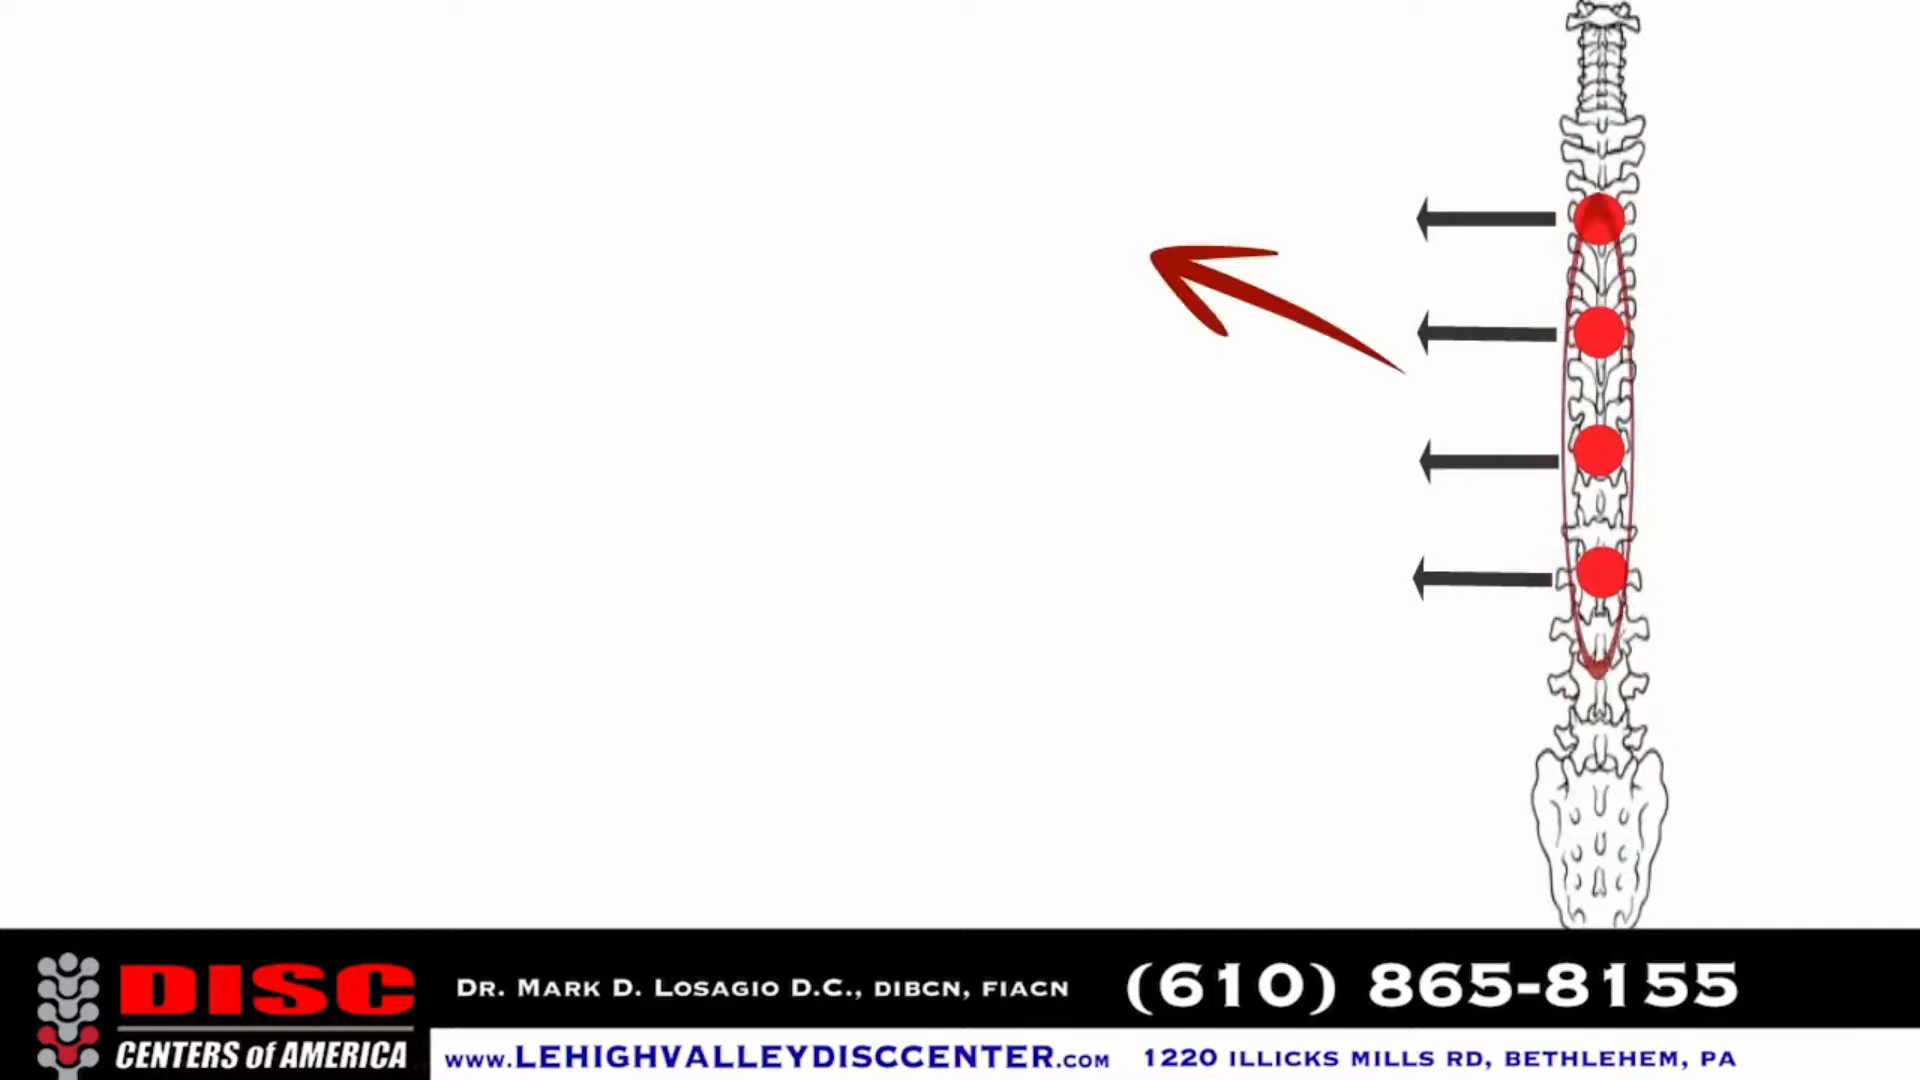 DISC
CENTERS of AMERICA
DR. MARK D. LOSAGIO D.C., DIBCN, FIACN
(610) 865-8155
www.LEHIGHVALLEYDISCCENTER.COM
1220 ILLICKS MILLS RD, BETHLEHEM, PA